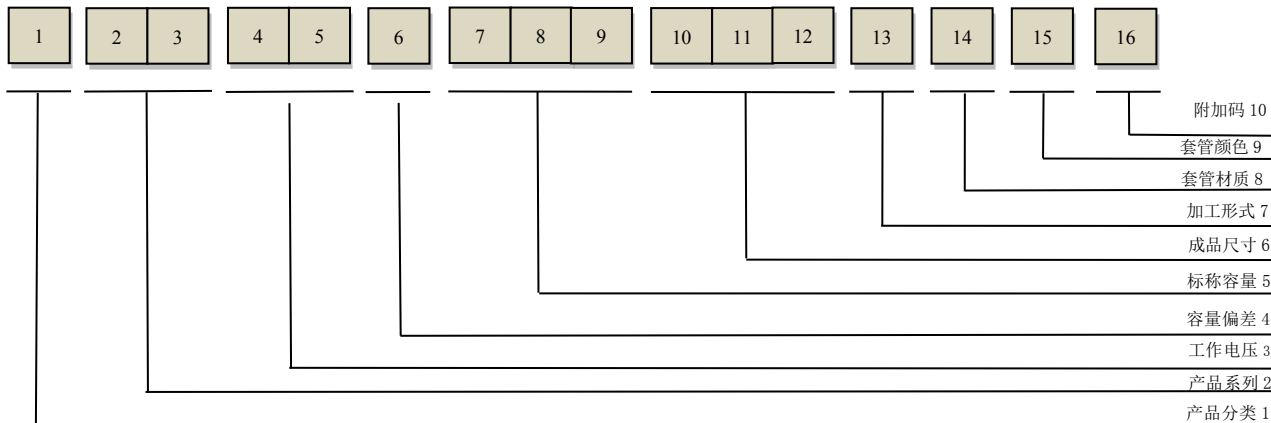 1 2 3 4 5 6 7 8 9 10 11 12 13 14 15 16
附加码 10
套管颜色 9
套管材质 8
加工形式 7
成品尺寸 6
标称容量 5
容量偏差 4
工作电压 3
产品系列 2
产品分类 1